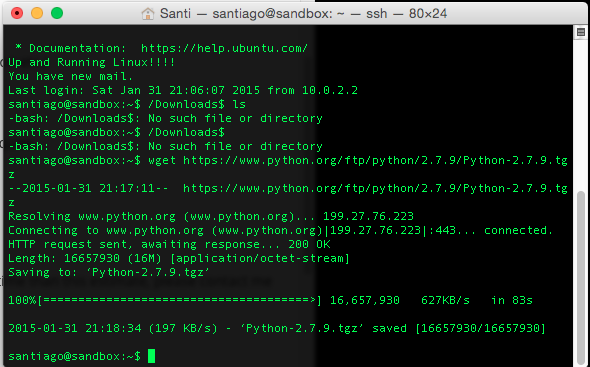 Santi — santiago@sandbox: ~ — ssh — 80×24
* Documentation:  https://help.ubuntu.com/
Up and Running Linux!!!!
You have new mail.
Last login: Sat Jan 31 21:06:07 2015 from 10.0.2.2
santiago@sandbox:~$ /Downloads$ ls
-bash: /Downloads$: No such file or directory
santiago@sandbox:~$ /Downloads$
-bash: /Downloads$: No such file or directory
santiago@sandbox:~$ wget https://www.python.org/ftp/python/2.7.9/Python-2.7.9.tg
z
--2015-01-31 21:17:11--  https://www.python.org/ftp/python/2.7.9/Python-2.7.9.tg
z
Resolving www.python.org (www.python.org)... 199.27.76.223
Connecting to www.python.org (www.python.org)|199.27.76.223|:443... connected.
HTTP request sent, awaiting response... 200 OK
Length: 16657930 (16M) [application/octet-stream]
Saving to: ‘Python-2.7.9.tgz’
100%[======================================>] 16,657,930   627KB/s   in 83s
2015-01-31 21:18:34 (197 KB/s) - ‘Python-2.7.9.tgz’ saved [16657930/16657930]
santiago@sandbox:~$